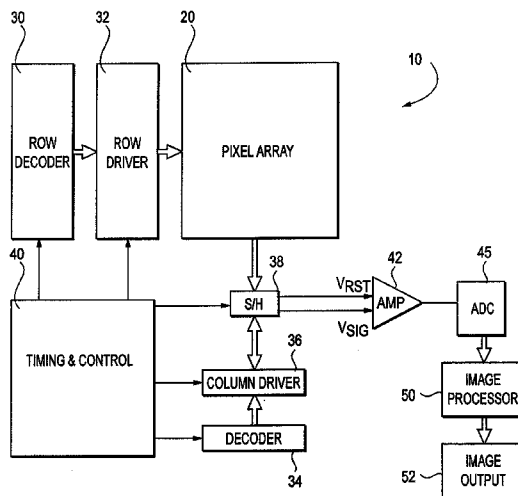 30
32
20
10
ROW
DECODER
ROW
DRIVER
PIXEL ARRAY
40
TIMING & CONTROL
38
S/H
VRST
VSIG
42
AMP
45
ADC
36
COLUMN DRIVER
DECODER
34
50
IMAGE
PROCESSOR
52
IMAGE
OUTPUT